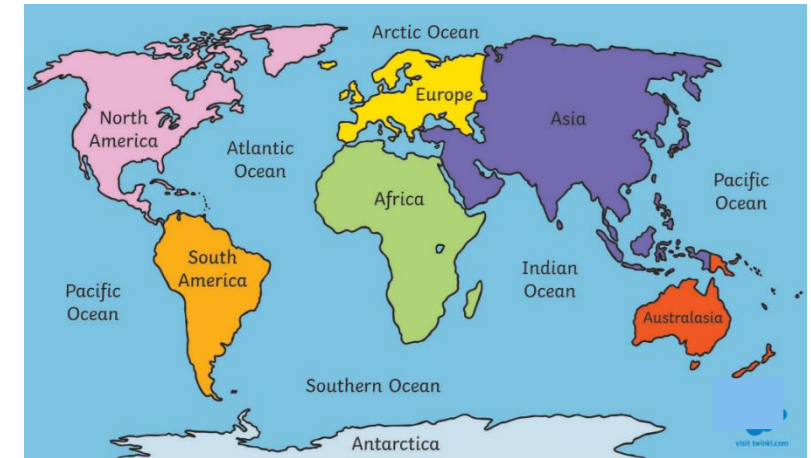 Arctic Ocean
North
America
Europe
Asia
Atlantic
Ocean
Africa
Pacific
Ocean
South
America
Indian
Ocean
Pacific
Ocean
Australasia
Southern Ocean
Antarctica
visit twinkl.com